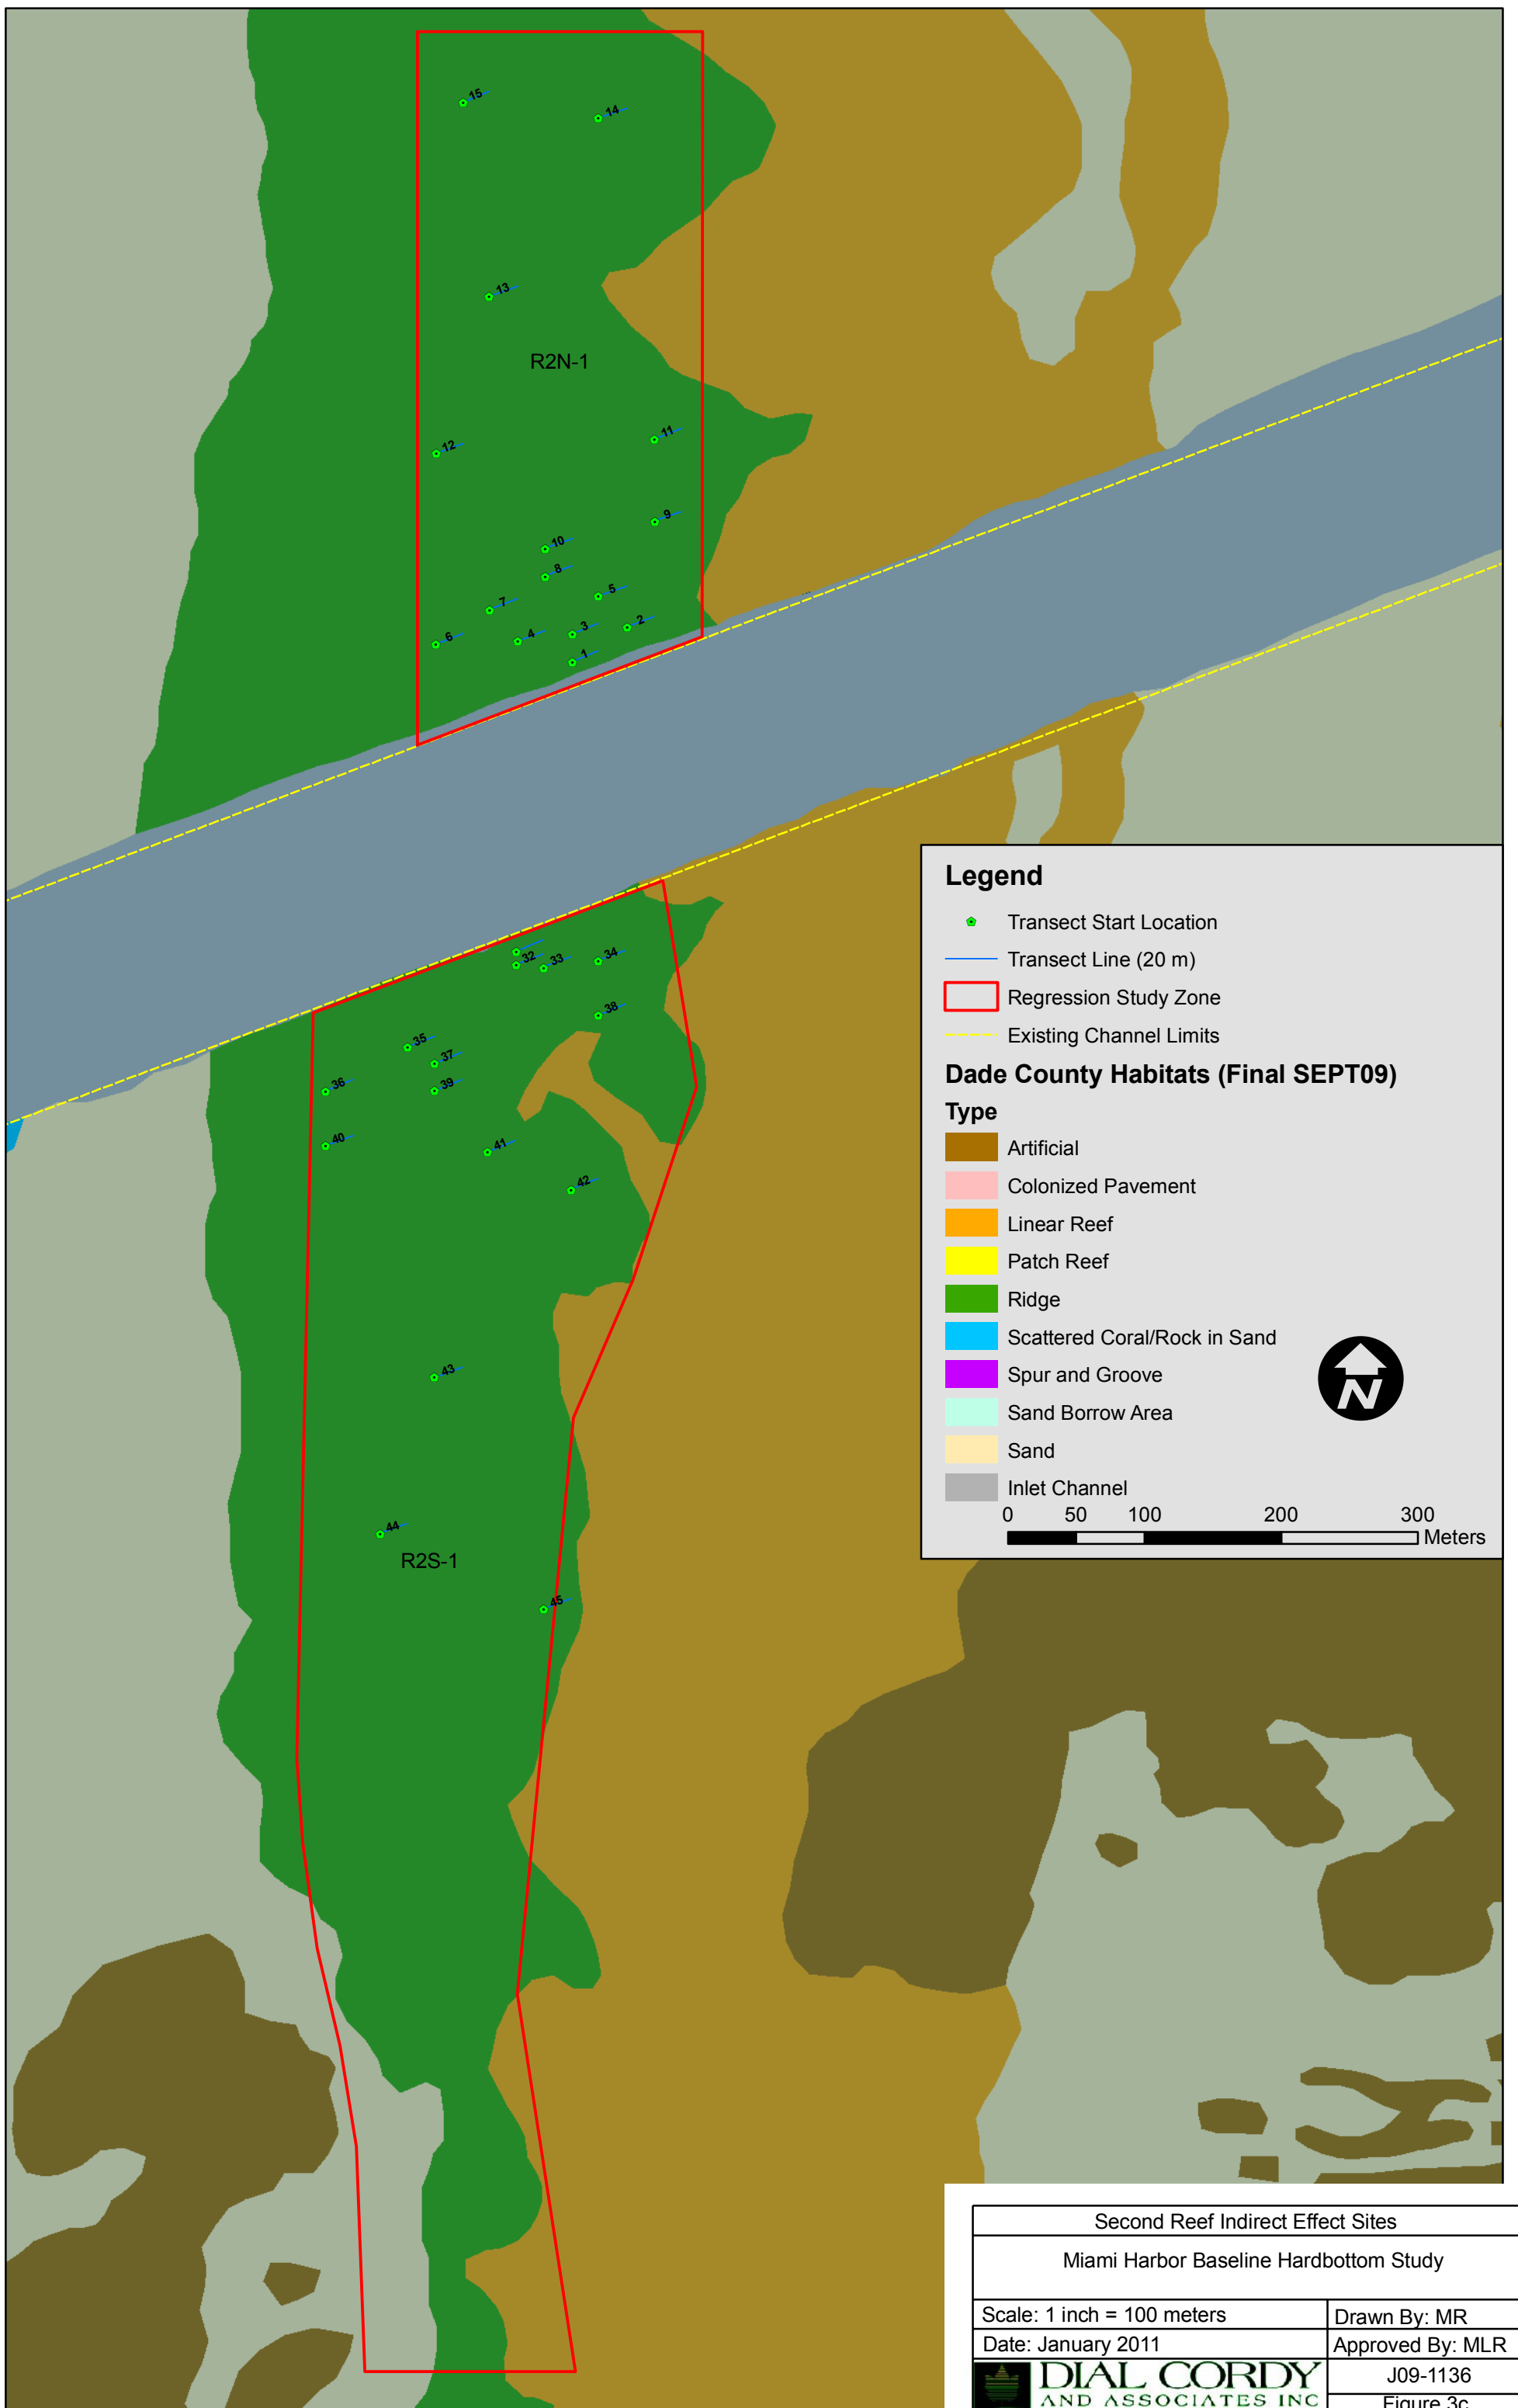 15
14
13
R2N-1
11
12
9
10
8
5
7
2
3
4
6
1
32
33
34
38
35
37
36
39
40
41
42
43
44
R2S-1
45
Legend
Transect Start Location
Transect Line (20 m)
Regression Study Zone
Existing Channel Limits
Dade County Habitats (Final SEPT09)
Type
Artificial
Colonized Pavement
Linear Reef
Patch Reef
Ridge
Scattered Coral/Rock in Sand
Spur and Groove
Sand Borrow Area
Sand
Inlet Channel
N
0 50 100 200 300
Meters
Second Reef Indirect Effect Sites
Miami Harbor Baseline Hardbottom Study
Scale: 1 inch = 100 meters
Drawn By: MR
Date: January 2011
Approved By: MLR
DIAL CORDY
AND ASSOCIATES INC
J09-1136
Figure 3c